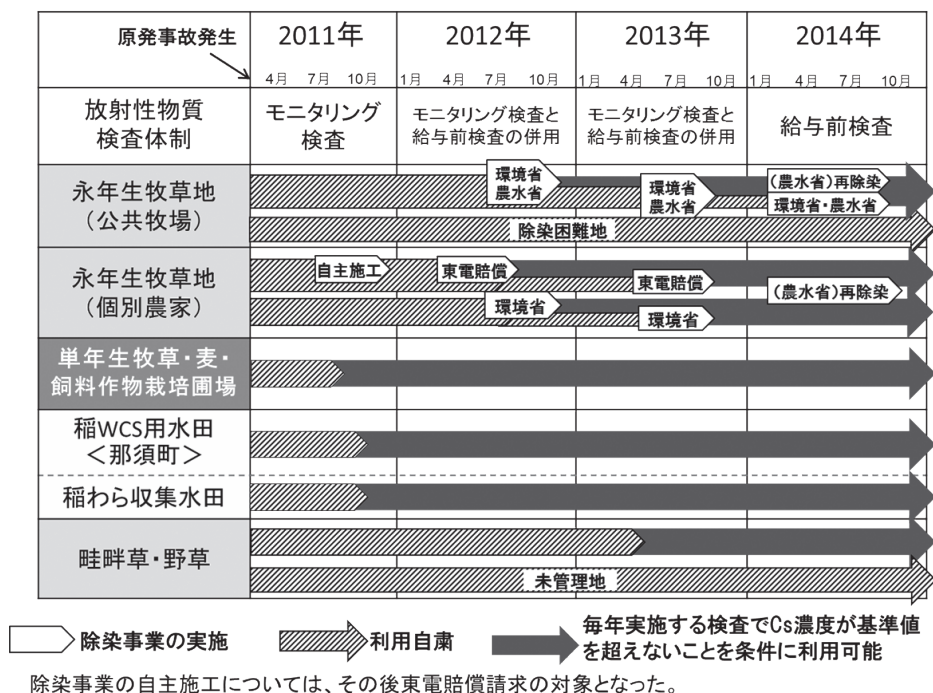 原発事故発生
2011年
2012年
2013年
2014年
4月 7月 10月
1月 4月 7月 10月
1月 4月 7月 10月
1月 4月 7月 10月
放射性物質
検査体制
モニタリング
検査
モニタリング検査と
給与前検査の併用
モニタリング検査と
給与前検査の併用
給与前検査
永年生牧草地
(公共牧場)
環境省
農水省
環境省
農水省
(農水省)再除染
環境省・農水省
除染困難地
永年生牧草地
(個別農家)
自主施工
東電賠償
東電賠償
(農水省)再除染
環境省
環境省
単年生牧草・麦・
飼料作物栽培圃場
稲WCS用水田
<那須町>
稲わら収集水田
畦畔草・野草
未管理地
除染事業の実施
利用自粛
毎年実施する検査でCs濃度が基準値
を超えないことを条件に利用可能
除染事業の自主施工については、その後東電賠償請求の対象となった。